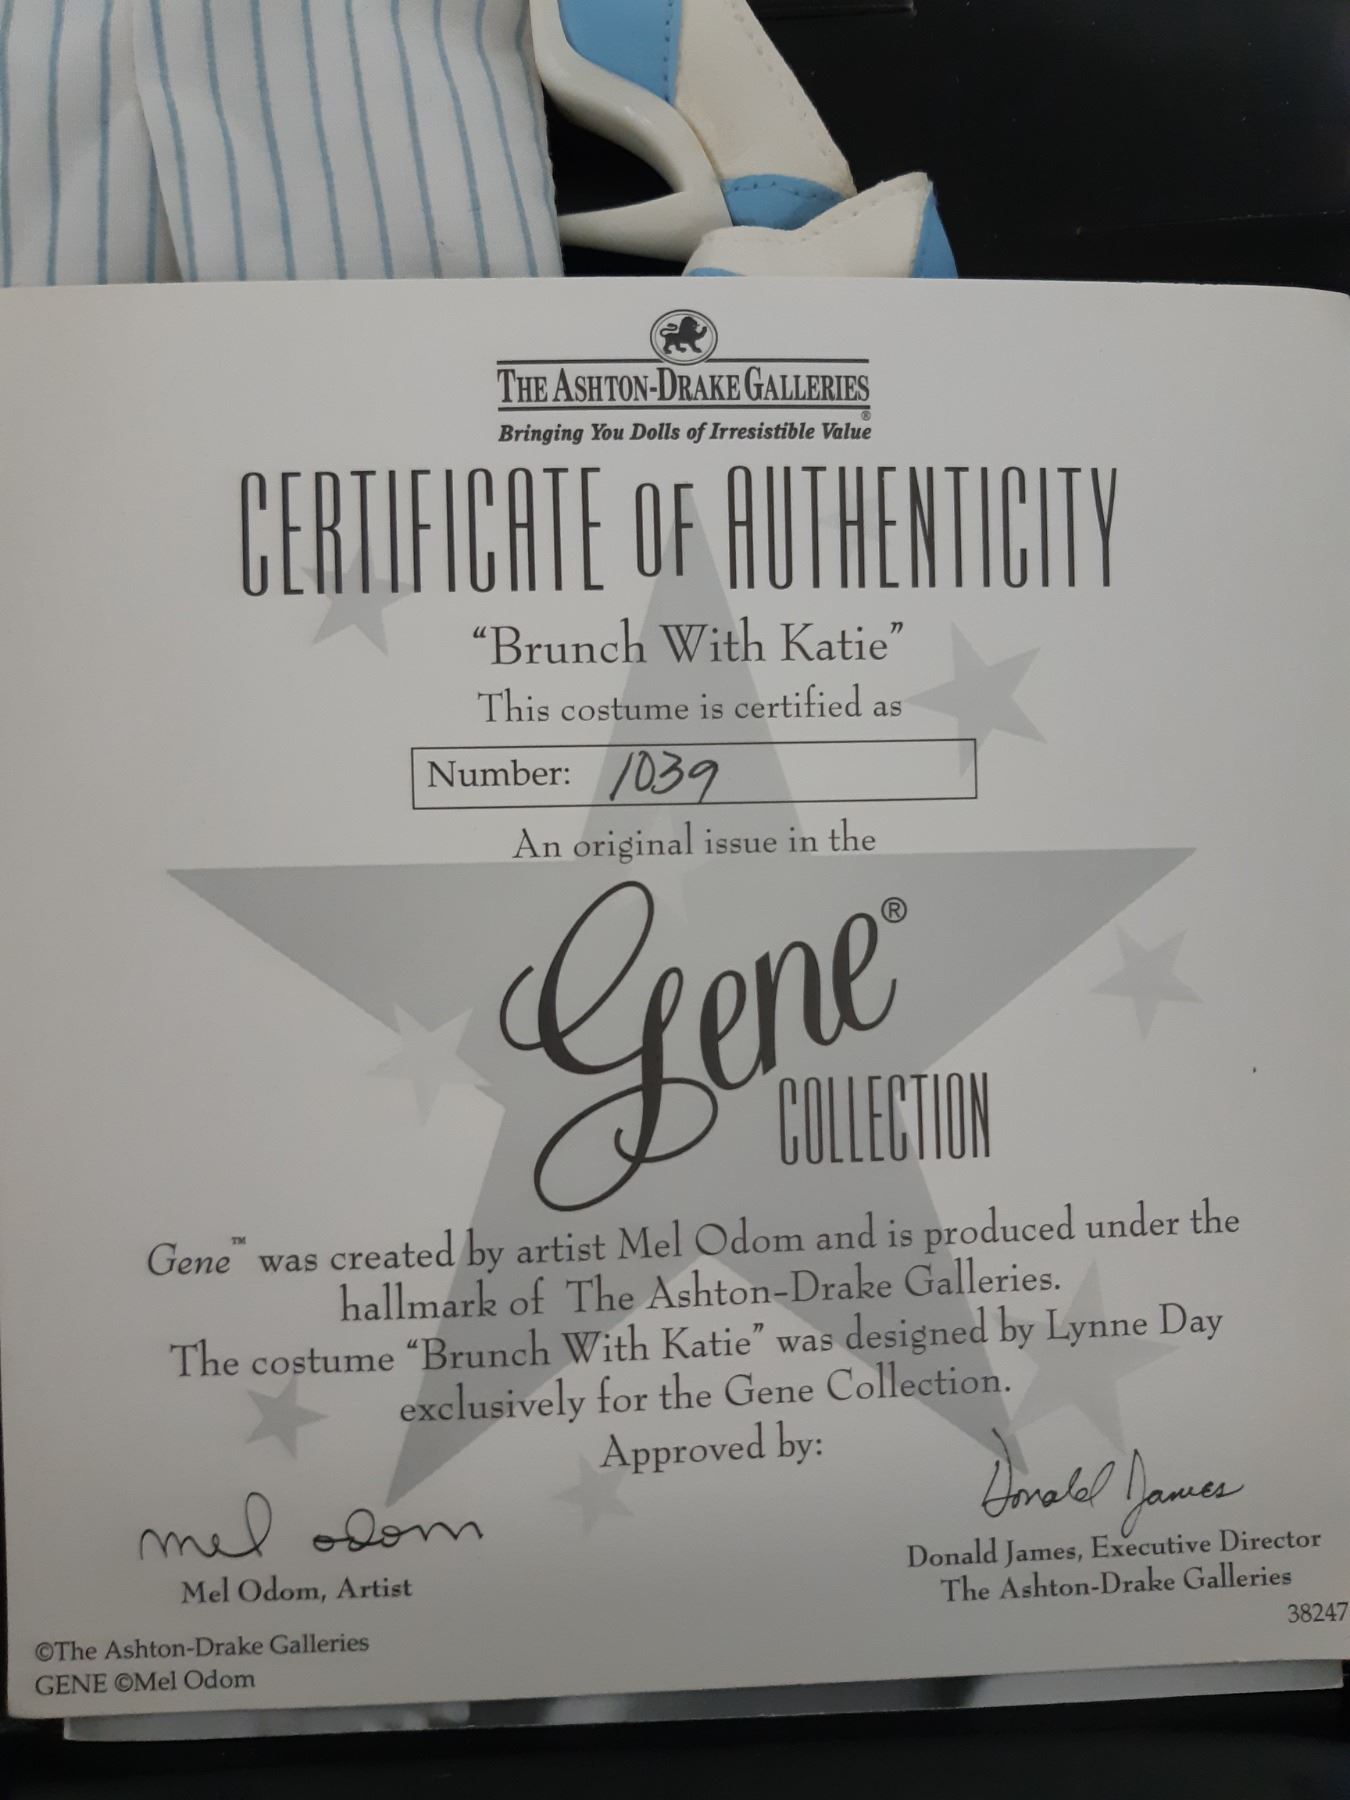 THE ASHTON-DRAKE GALLERIES
®
Bringing You Dolls of Irresistible Value
CERTIFICATE OF AUTHENTICITY
“Brunch With Katie”
This costume is certified as
Number: 1039
An original issue in the
Gene®
COLLECTION
Gene™ was created by artist Mel Odom and is produced under the
hallmark of The Ashton-Drake Galleries.
The costume “Brunch With Katie” was designed by Lynne Day
exclusively for the Gene Collection.
Approved by:
mel odom
Donald James
Mel Odom, Artist
Donald James, Executive Director
The Ashton-Drake Galleries
38247
©The Ashton-Drake Galleries
GENE ©Mel Odom